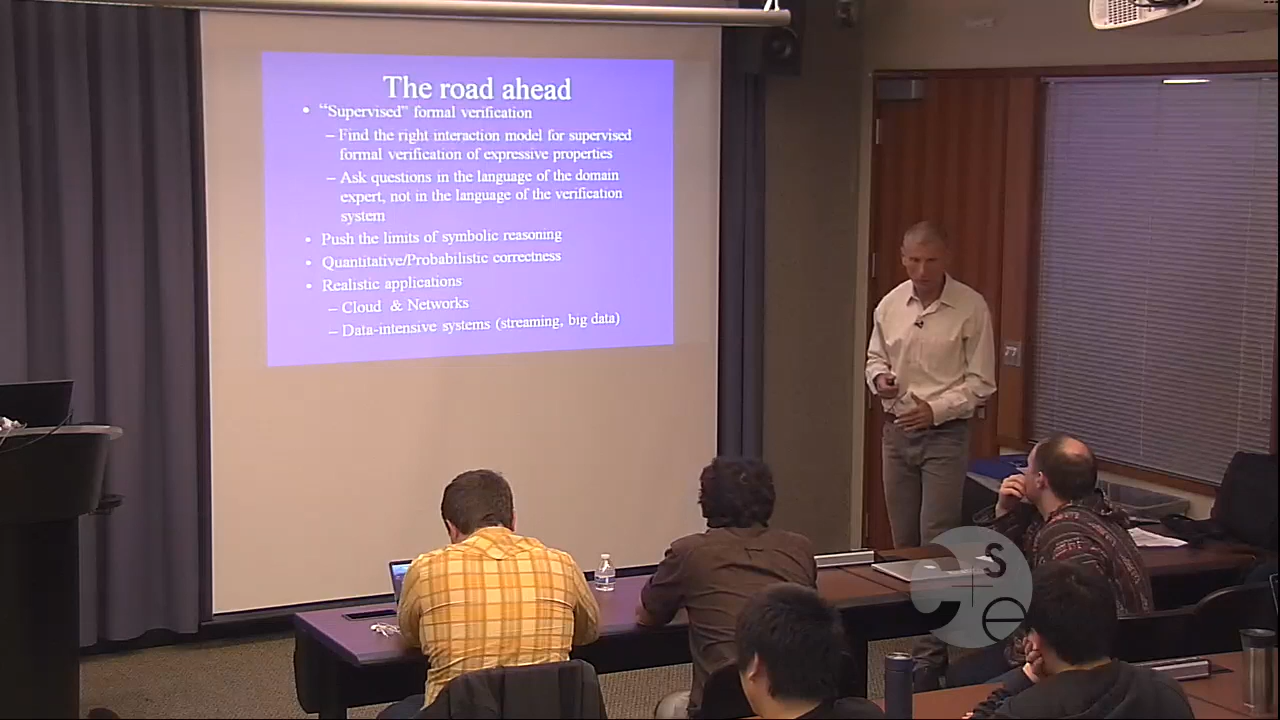 The road ahead
• “Supervised” formal verification
– Find the right interaction model for supervised
formal verification of expressive properties
– Ask questions in the language of the domain
expert, not in the language of the verification
system
• Push the limits of symbolic reasoning
• Quantitative/Probabilistic correctness
• Realistic applications
– Cloud & Networks
– Data-intensive systems (streaming, big data)
s
e